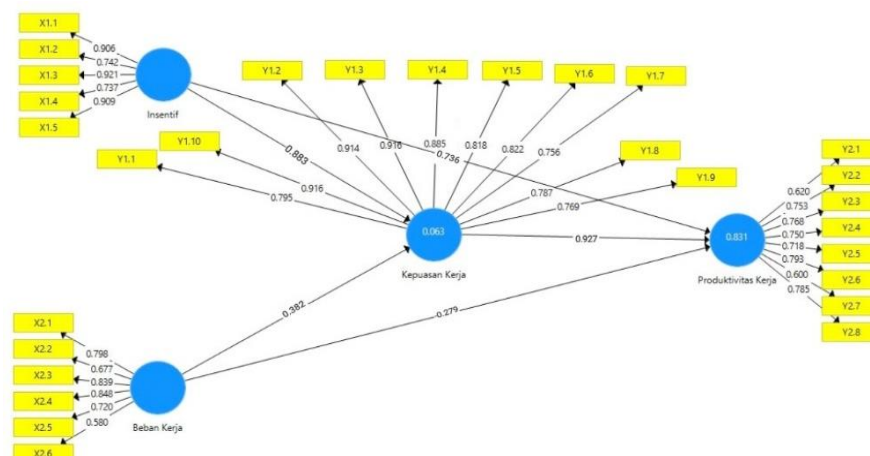 X1.1
X1.2
X1.3
X1.4
X1.5
0.906
0.742
0.921
0.737
0.909
Insentif
Y1.2
Y1.3
Y1.4
Y1.5
Y1.6
Y1.7
Y1.10
Y1.1
Y1.8
Y1.9
0.883
0.914
0.916
0.885
0.818
0.822
0.756
0.736
0.916
0.795
0.787
0.769
0.063
Kepuasan Kerja
0.927
0.831
Produktivitas Kerja
Y2.1
Y2.2
Y2.3
Y2.4
Y2.5
Y2.6
Y2.7
Y2.8
0.620
0.753
0.768
0.750
0.718
0.793
0.600
0.785
0.382
0.279
X2.1
X2.2
X2.3
X2.4
X2.5
X2.6
0.798
0.677
0.839
0.848
0.720
0.580
Beban Kerja